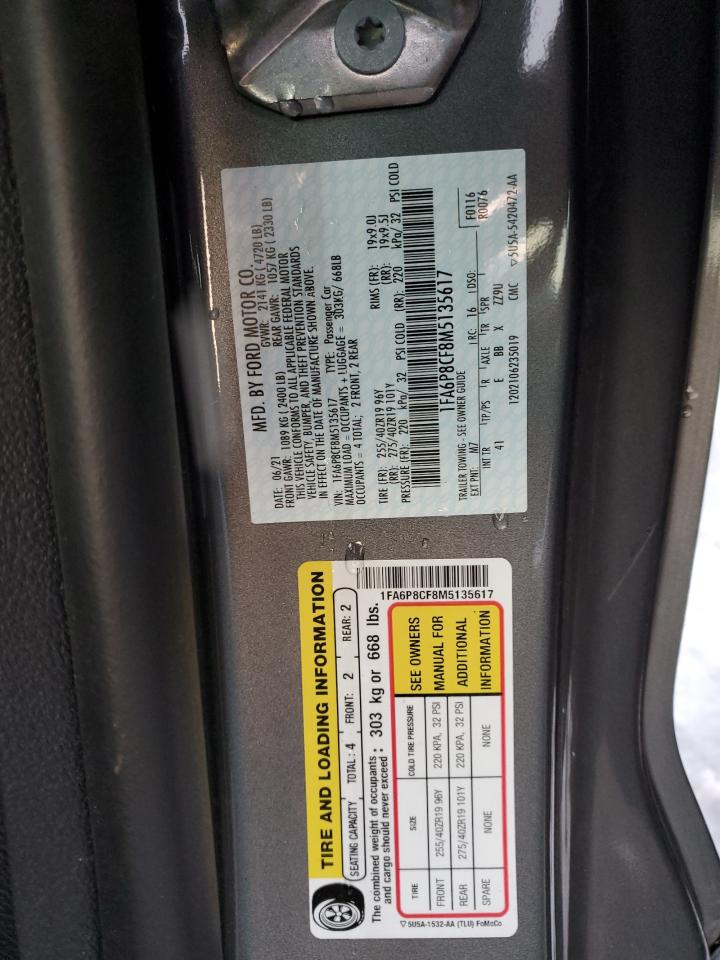 MFD. BY FORD MOTOR CO.
DATE: 06/21 GVWR: 2141 KG ( 4720 LB)
FRONT GAWR: 1089 KG ( 2400 LB) REAR GAWR: 1057 KG ( 2330 LB)
THIS VEHICLE CONFORMS TO ALL APPLICABLE FEDERAL MOTOR
VEHICLE SAFETY, BUMPER, AND THEFT PREVENTION STANDARDS
IN EFFECT ON THE DATE OF MANUFACTURE SHOWN ABOVE.
VIN: 1FA6P8CF8M5135617 TYPE: Passenger Car
MAXIMUM LOAD = OCCUPANTS + LUGGAGE = 303KG/ 668LB
OCCUPANTS = 4 TOTAL; 2 FRONT, 2 REAR
TIRE (FR): 255/40ZR19 96Y RIMS (FR): 19x9.0J
(RR): 275/40ZR19 101Y (RR): 19x9.5J
PRESSURE (FR): 220 kPa/ 32 PSI COLD (RR): 220 kPa/ 32 PSI COLD
1FA6P8CF8M5135617
TRAILER TOWING - SEE OWNER GUIDE F0116
EXT PNT: M7 RC: 16 DSO: R0076
INT TR TP/PS R AXLE TR SPR
41 E BB X ZZ9U
120210623501​9 CMC ▽5U5A-5420472-AA
TIRE AND LOADING INFORMATION
SEATING CAPACITY TOTAL: 4 FRONT: 2 REAR: 2
The combined weight of occupants
and cargo should never exceed : 303 kg or 668 lbs.
1FA6P8CF8M5135617
TIRE SIZE COLD TIRE PRESSURE SEE OWNERS
FRONT 255/40ZR19 96Y 220 KPA, 32 PSI MANUAL FOR
REAR 275/40ZR19 101Y 220 KPA, 32 PSI ADDITIONAL
SPARE NONE NONE INFORMATION
▽5U5A-1532-AA (TLU) FoMoCo